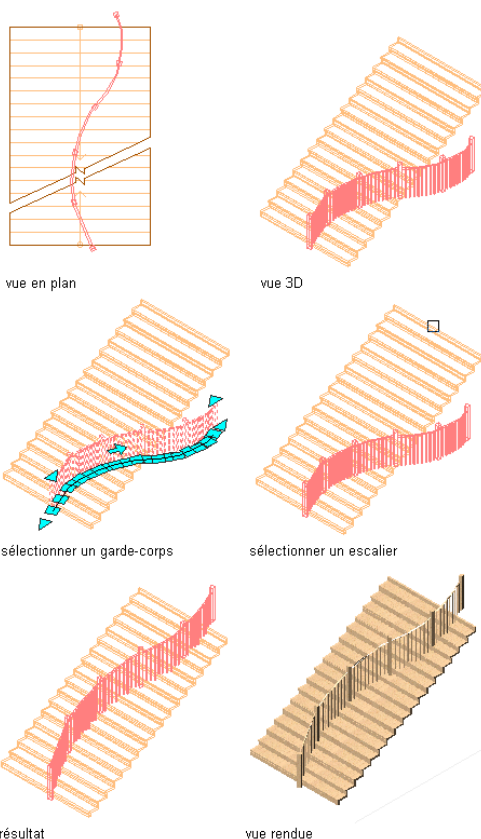 vue en plan
vue 3D
sélectionner un garde-corps
sélectionner un escalier
résultat
vue rendue